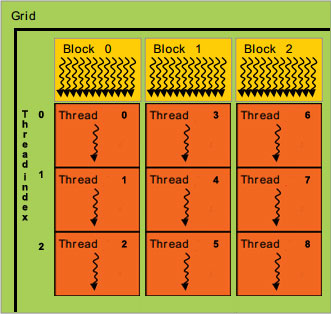 Grid
Block 0 Block 1 Block 2
Thread index
0 Thread 0 Thread 3 Thread 6
1 Thread 1 Thread 4 Thread 7
2 Thread 2 Thread 5 Thread 8